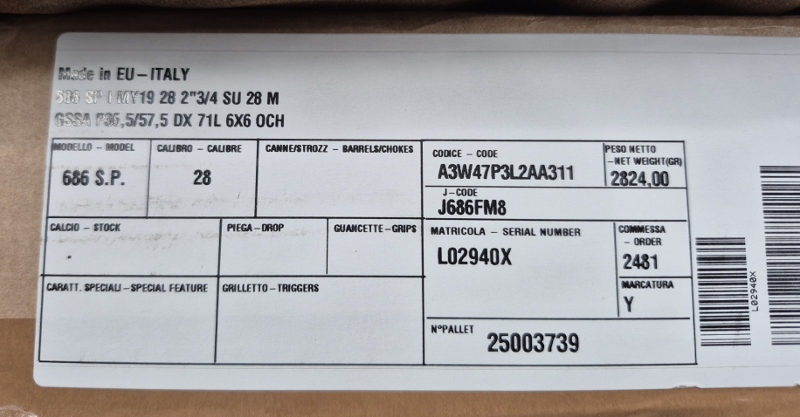 Made in EU-ITALY
686 SP I MY19 28 2"3/4 SU 28 M
GSSA P36,5/57,5 DX 71L 6X6 OCH
MODELLO - MODEL
686 S.P.
CALIBRO - CALIBRE
28
CANNE/STROZZ - BARRELS/CHOKES
CODICE - CODE
A3W47P3L2AA311
PESO NETTO
-NET WEIGHT(GR)
2824,00
J-CODE
J686FM8
CALCIO - STOCK
.
PIEGA-DROP
GUANCETTE-GRIPS
MATRICOLA - SERIAL NUMBER
L02940X
COMMESSA
- ORDER
2481
CARATT. SPECIALI-SPECIAL FEATURE
GRILLETTO-TRIGGERS
MARCATURA
Y
N°PALLET
25003739
L02940X